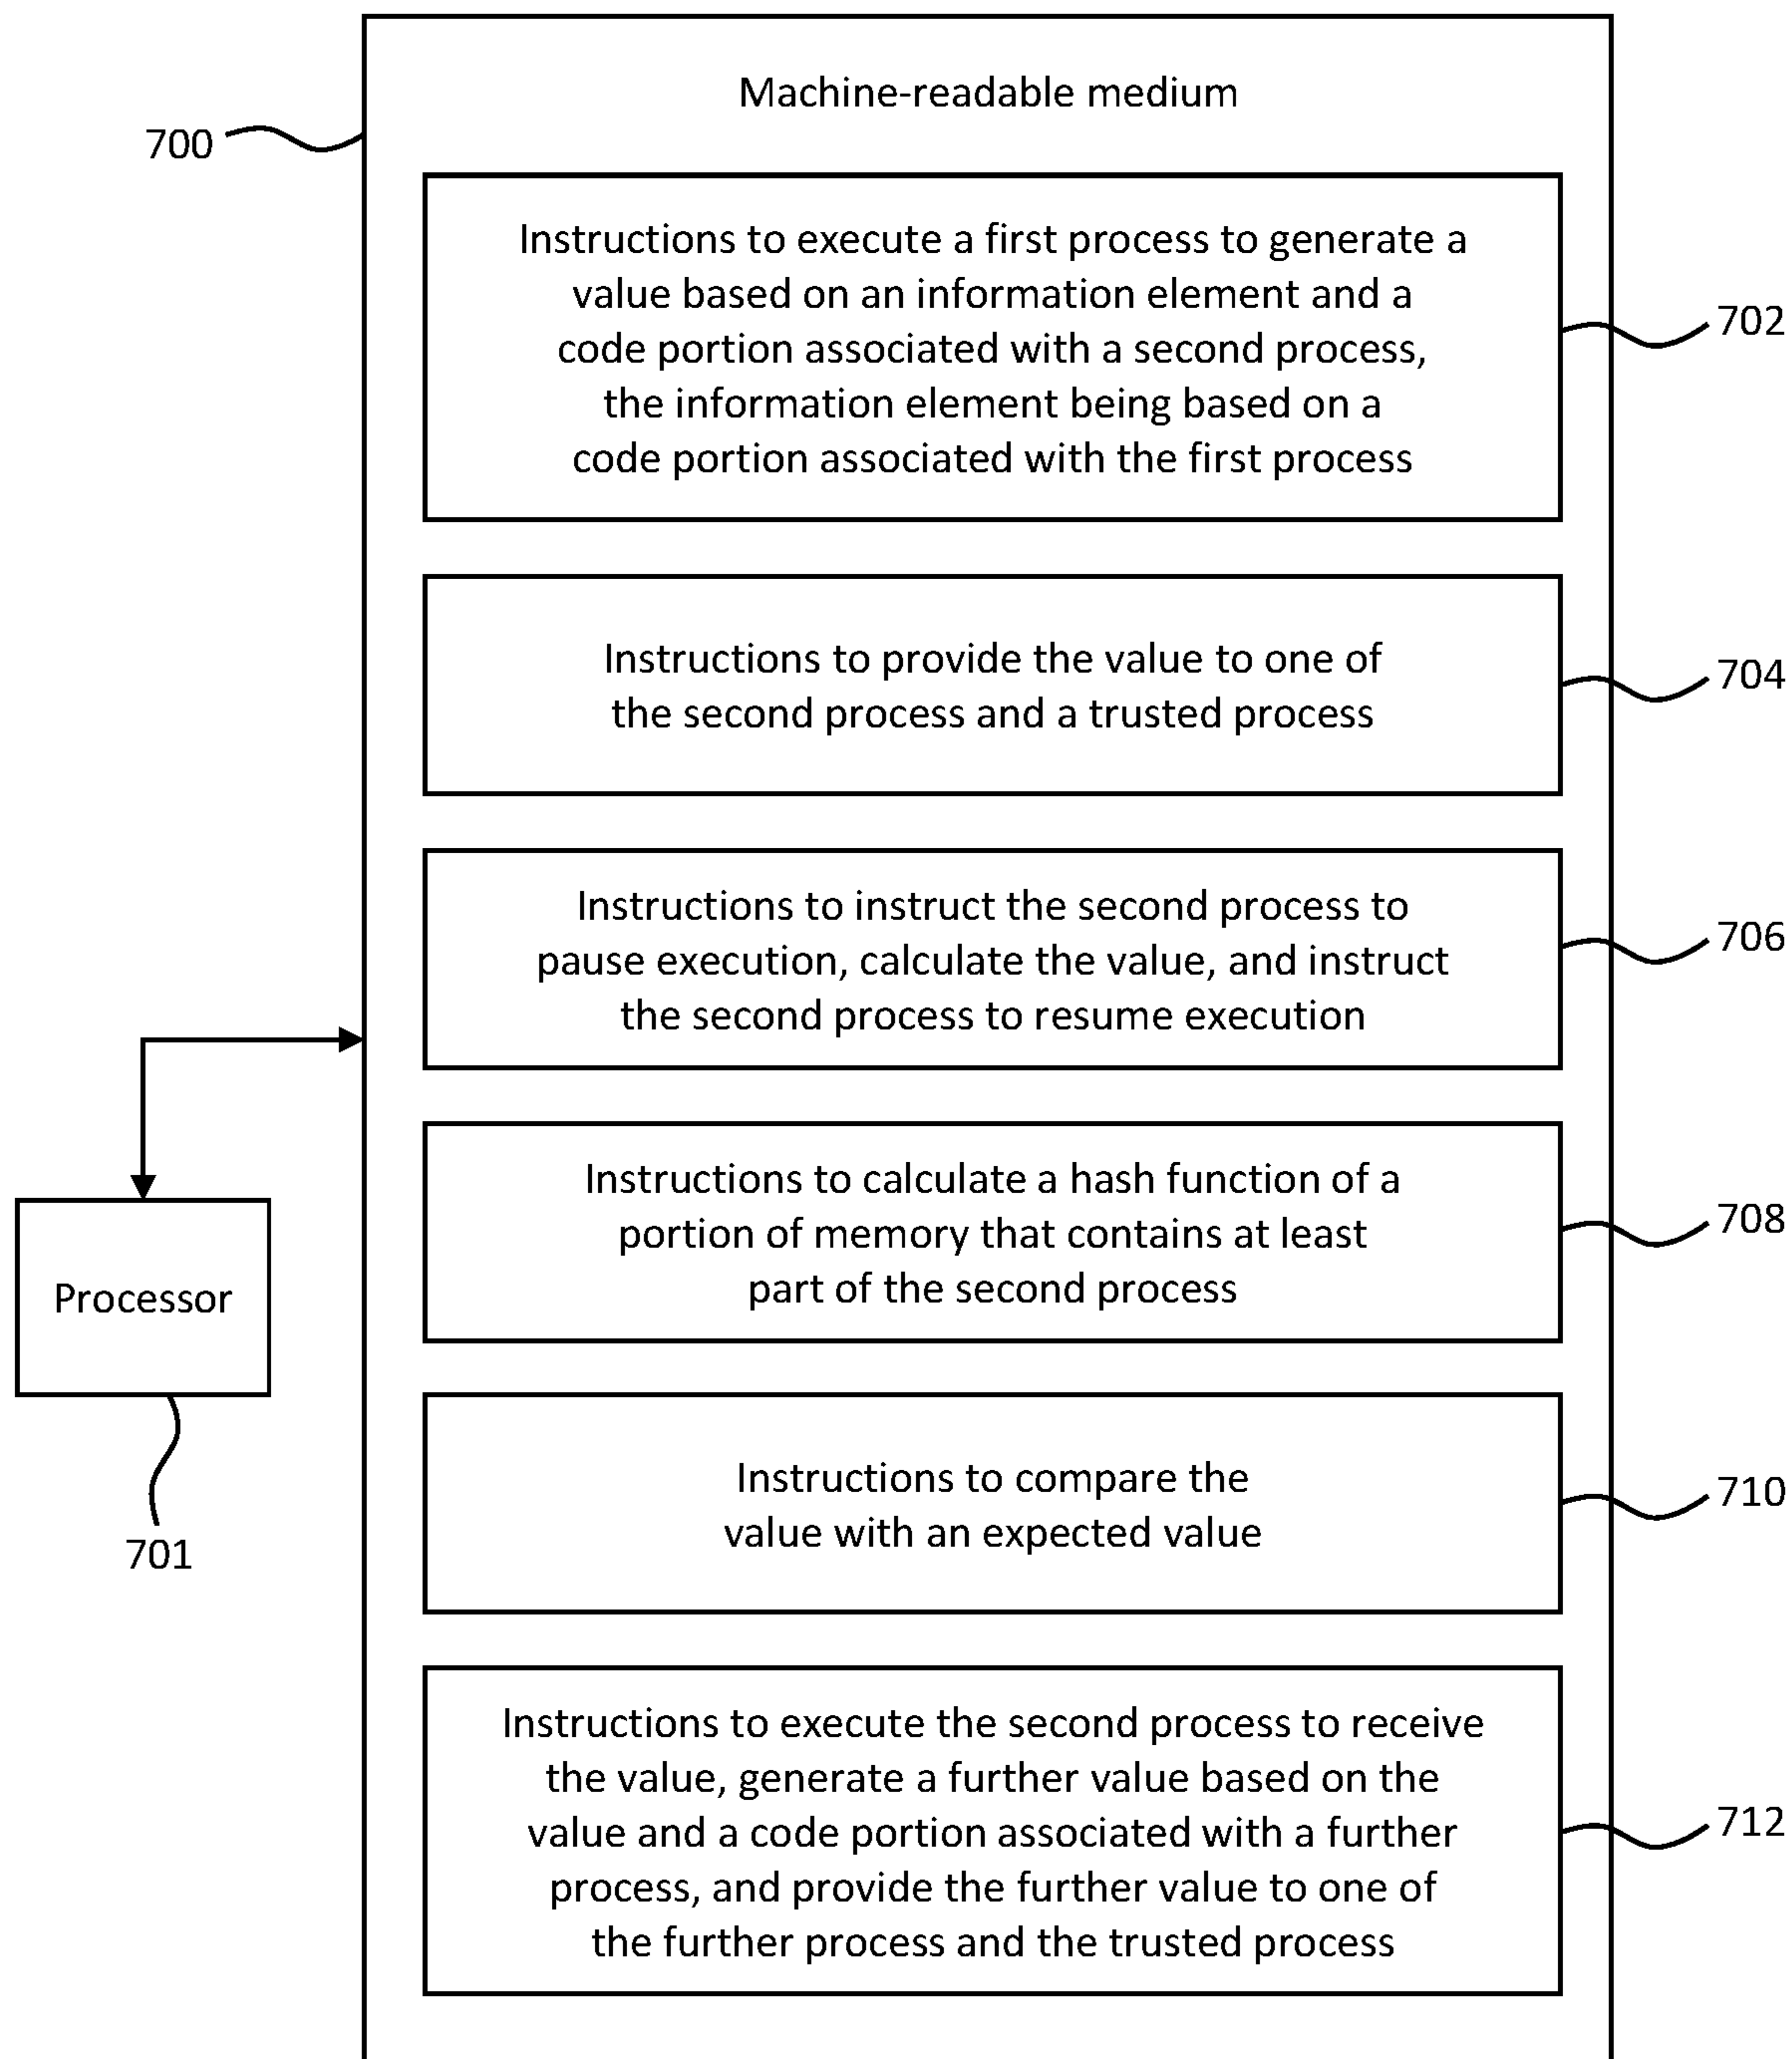 Machine-readable medium
700
Instructions to execute a first process to generate a
value based on an information element and a
code portion associated with a second process,
the information element being based on a
code portion associated with the first process
702
Instructions to provide the value to one of
the second process and a trusted process
704
Instructions to instruct the second process to
pause execution, calculate the value, and instruct
the second process to resume execution
706
Instructions to calculate a hash function of a
portion of memory that contains at least
part of the second process
708
Processor
701
Instructions to compare the
value with an expected value
710
Instructions to execute the second process to receive
the value, generate a further value based on the
value and a code portion associated with a further
process, and provide the further value to one of
the further process and the trusted process
712